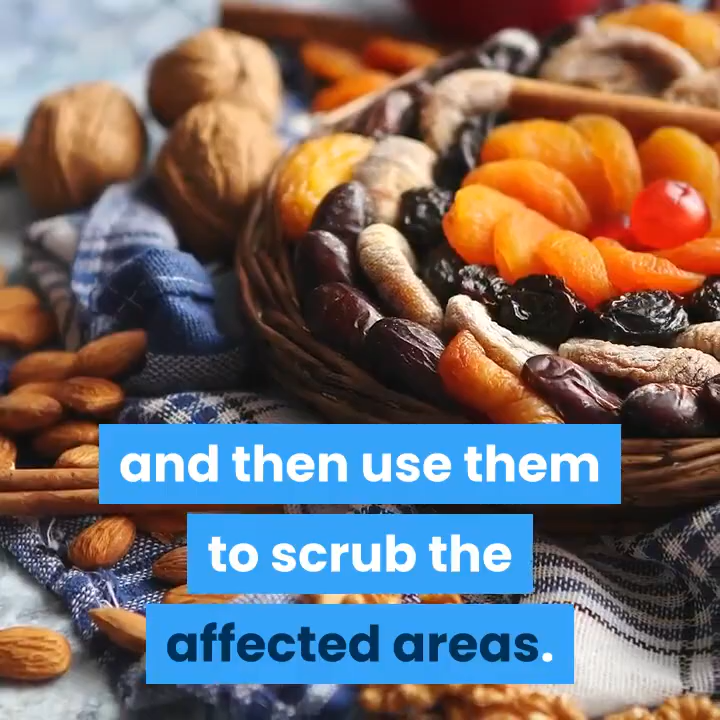 and then use them
to scrub the
affected areas.